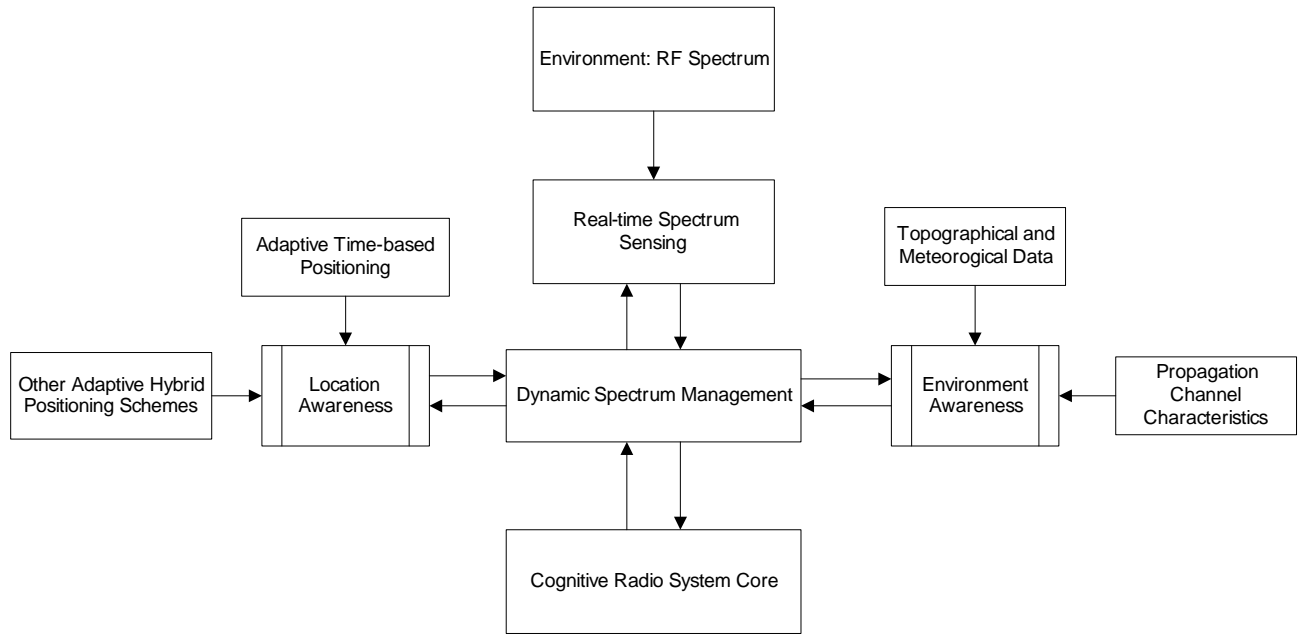 Environment: RF Spectrum
Real-time Spectrum
Sensing
Adaptive Time-based
Positioning
Topographical and
Meteorogical Data
Other Adaptive Hybrid
Positioning Schemes
Location
Awareness
Dynamic Spectrum Management
Environment
Awareness
Propagation
Channel
Characteristics
Cognitive Radio System Core